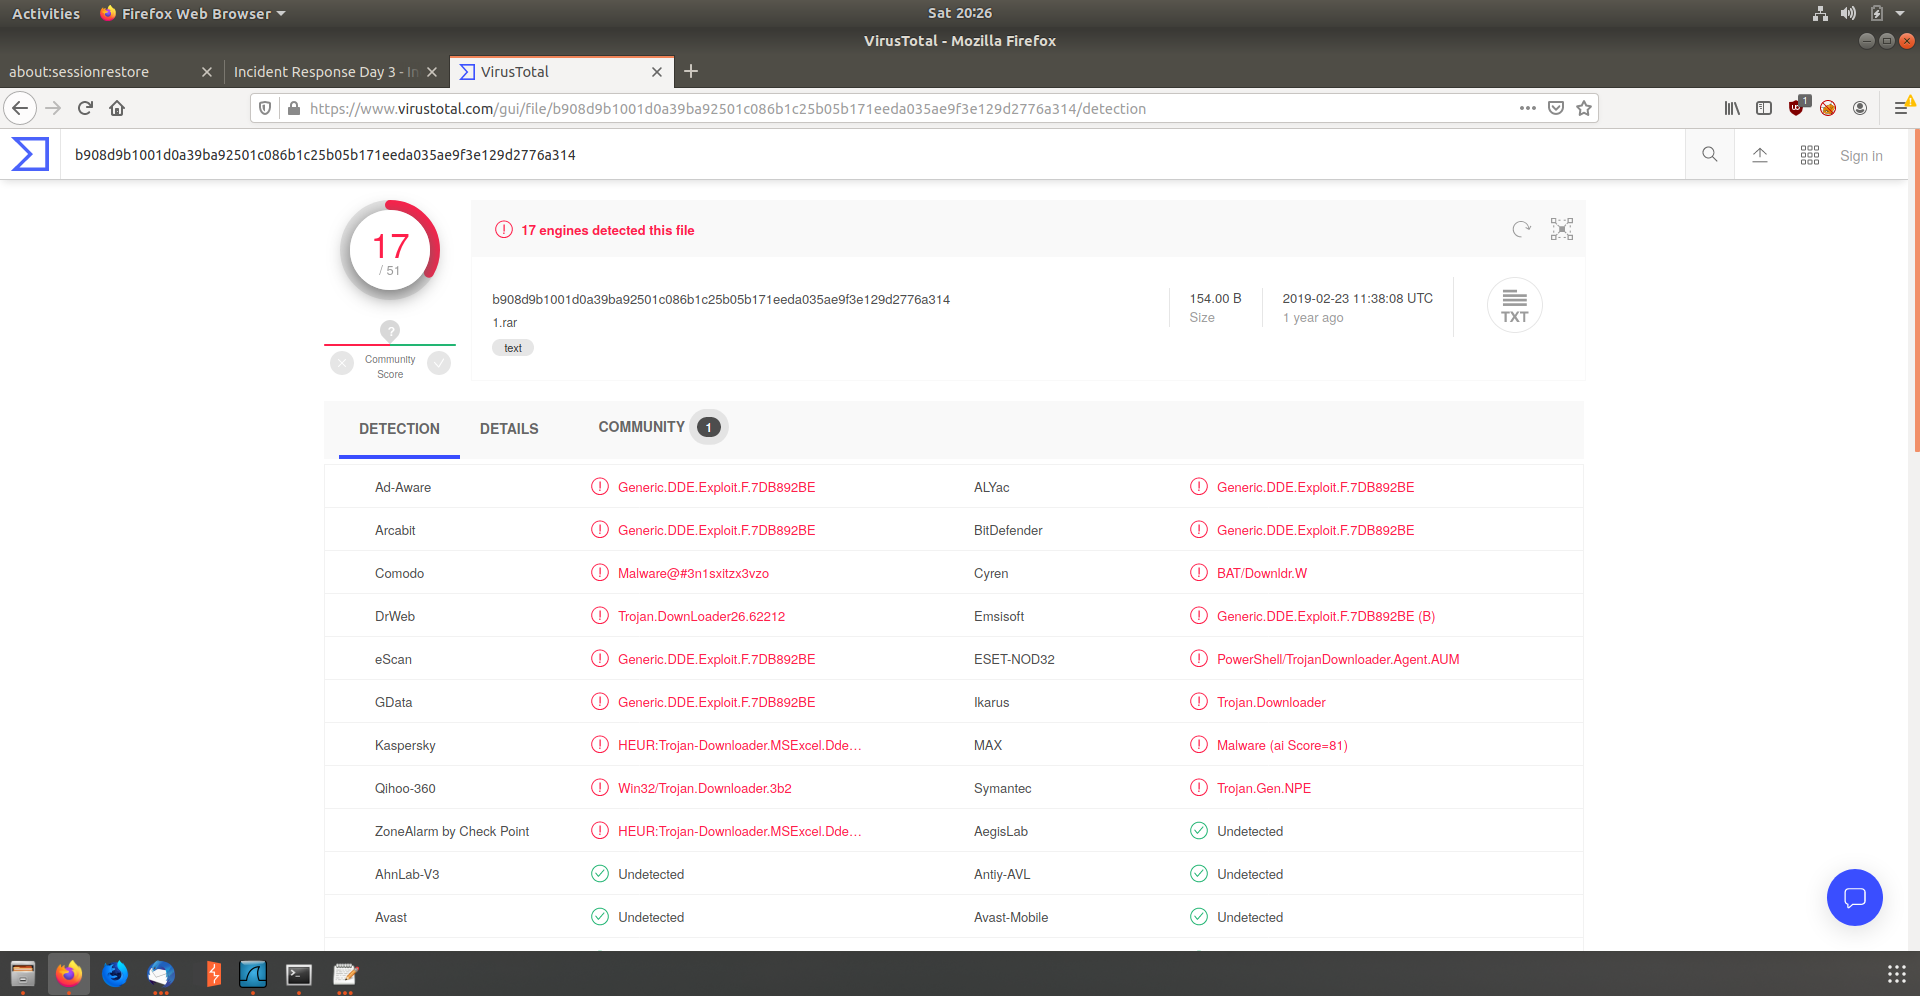 Activities Firefox Web Browser Sat 20:26
VirusTotal - Mozilla Firefox
about:sessionrestore Incident Response Day 3 - In VirusTotal
https://www.virustotal.com/gui/file/b908d9b1001d0a39ba92501c086b1c25b05b171eeda035ae9f3e129d2776a314/detection 1
b908d9b1001d0a39ba92501c086b1c25b05b171eeda035ae9f3e129d2776a314 Sign in
17
/ 51
?
Community
Score
17 engines detected this file
b908d9b1001d0a39ba92501c086b1c25b05b171eeda035ae9f3e129d2776a314
1.rar
text
154.00 B
Size
2019-02-23 11:38:08 UTC
1 year ago
TXT
DETECTION DETAILS COMMUNITY 1
Ad-Aware Generic.DDE.Exploit.F.7DB892BE ALYac Generic.DDE.Exploit.F.7DB892BE
Arcabit Generic.DDE.Exploit.F.7DB892BE BitDefender Generic.DDE.Exploit.F.7DB892BE
Comodo Malware@#3n1sxitzx3vzo Cyren BAT/Downldr.W
DrWeb Trojan.DownLoader26.62212 Emsisoft Generic.DDE.Exploit.F.7DB892BE (B)
eScan Generic.DDE.Exploit.F.7DB892BE ESET-NOD32 PowerShell/TrojanDownloader.Agent.AUM
GData Generic.DDE.Exploit.F.7DB892BE Ikarus Trojan.Downloader
Kaspersky HEUR:Trojan-Downloader.MSExcel.Dde... MAX Malware (ai Score=81)
Qihoo-360 Win32/Trojan.Downloader.3b2 Symantec Trojan.Gen.NPE
ZoneAlarm by Check Point HEUR:Trojan-Downloader.MSExcel.Dde... AegisLab Undetected
AhnLab-V3 Undetected Antiy-AVL Undetected
Avast Undetected Avast-Mobile Undetected